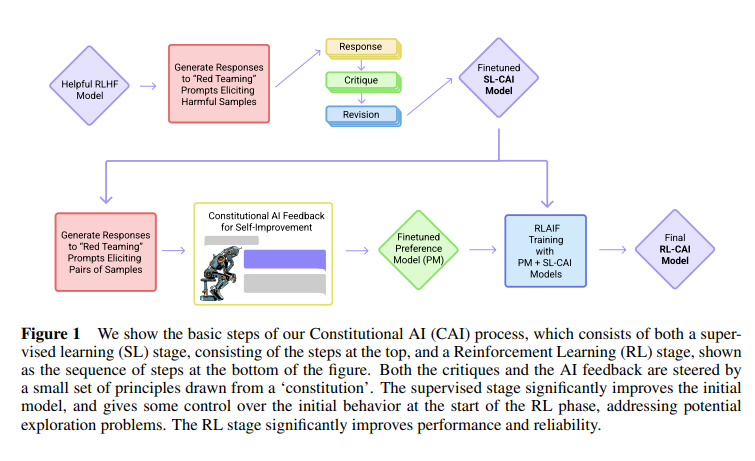 Helpful RLHF
Model
Generate Responses
to “Red Teaming”
Prompts Eliciting
Harmful Samples
Response
Critique
Revision
Finetuned
SL-CAI
Model
Generate Responses
to “Red Teaming”
Prompts Eliciting
Pairs of Samples
Constitutional AI Feedback
for Self-Improvement
Finetuned
Preference
Model (PM)
RLAIF
Training
with
PM + SL-CAI
Models
Final
RL-CAI
Model
Figure 1 We show the basic steps of our Constitutional AI (CAI) process, which consists of both a super-
vised learning (SL) stage, consisting of the steps at the top, and a Reinforcement Learning (RL) stage, shown
as the sequence of steps at the bottom of the figure. Both the critiques and the AI feedback are steered by
a small set of principles drawn from a ‘constitution’. The supervised stage significantly improves the initial
model, and gives some control over the initial behavior at the start of the RL phase, addressing potential
exploration problems. The RL stage significantly improves performance and reliability.